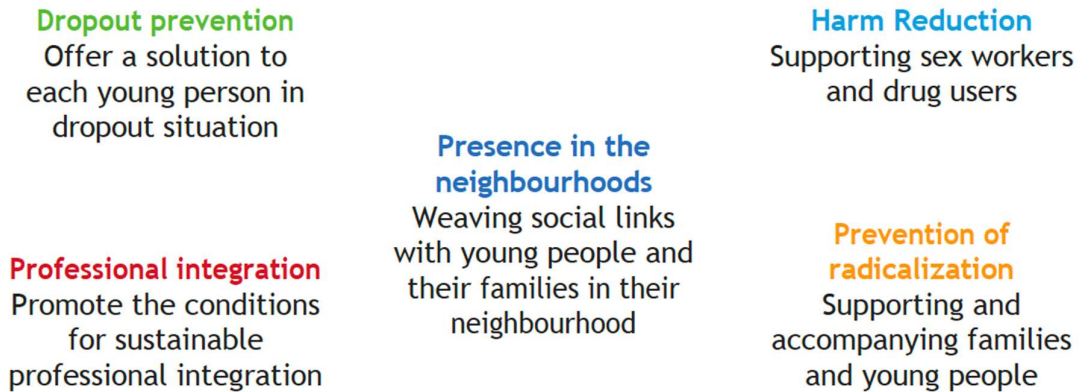 Dropout prevention
Offer a solution to
each young person in
dropout situation
Professional integration
Promote the conditions
for sustainable
professional integration
Presence in the
neighbourhoods
Weaving social links
with young people and
their families in their
neighbourhood
Harm Reduction
Supporting sex workers
and drug users
Prevention of
radicalization
Supporting and
accompanying families
and young people